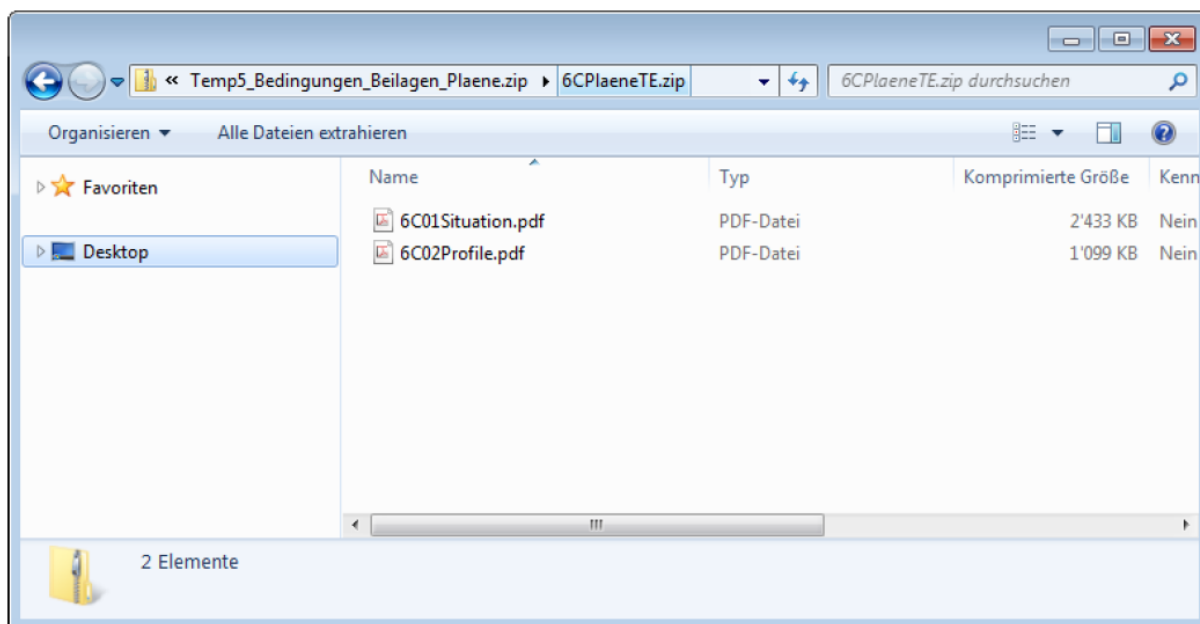 « Temp5_Bedingungen_Beilagen_Plaene.zip 6CPlaeneTE.zip 6CPlaeneTE.zip durchsuchen
Organisieren Alle Dateien extrahieren
Favoriten
Desktop
Name Typ Komprimierte Größe Kenn
6C01Situation.pdf PDF-Datei 2'433 KB Nein
6C02Profile.pdf PDF-Datei 1'099 KB Nein
2 Elemente